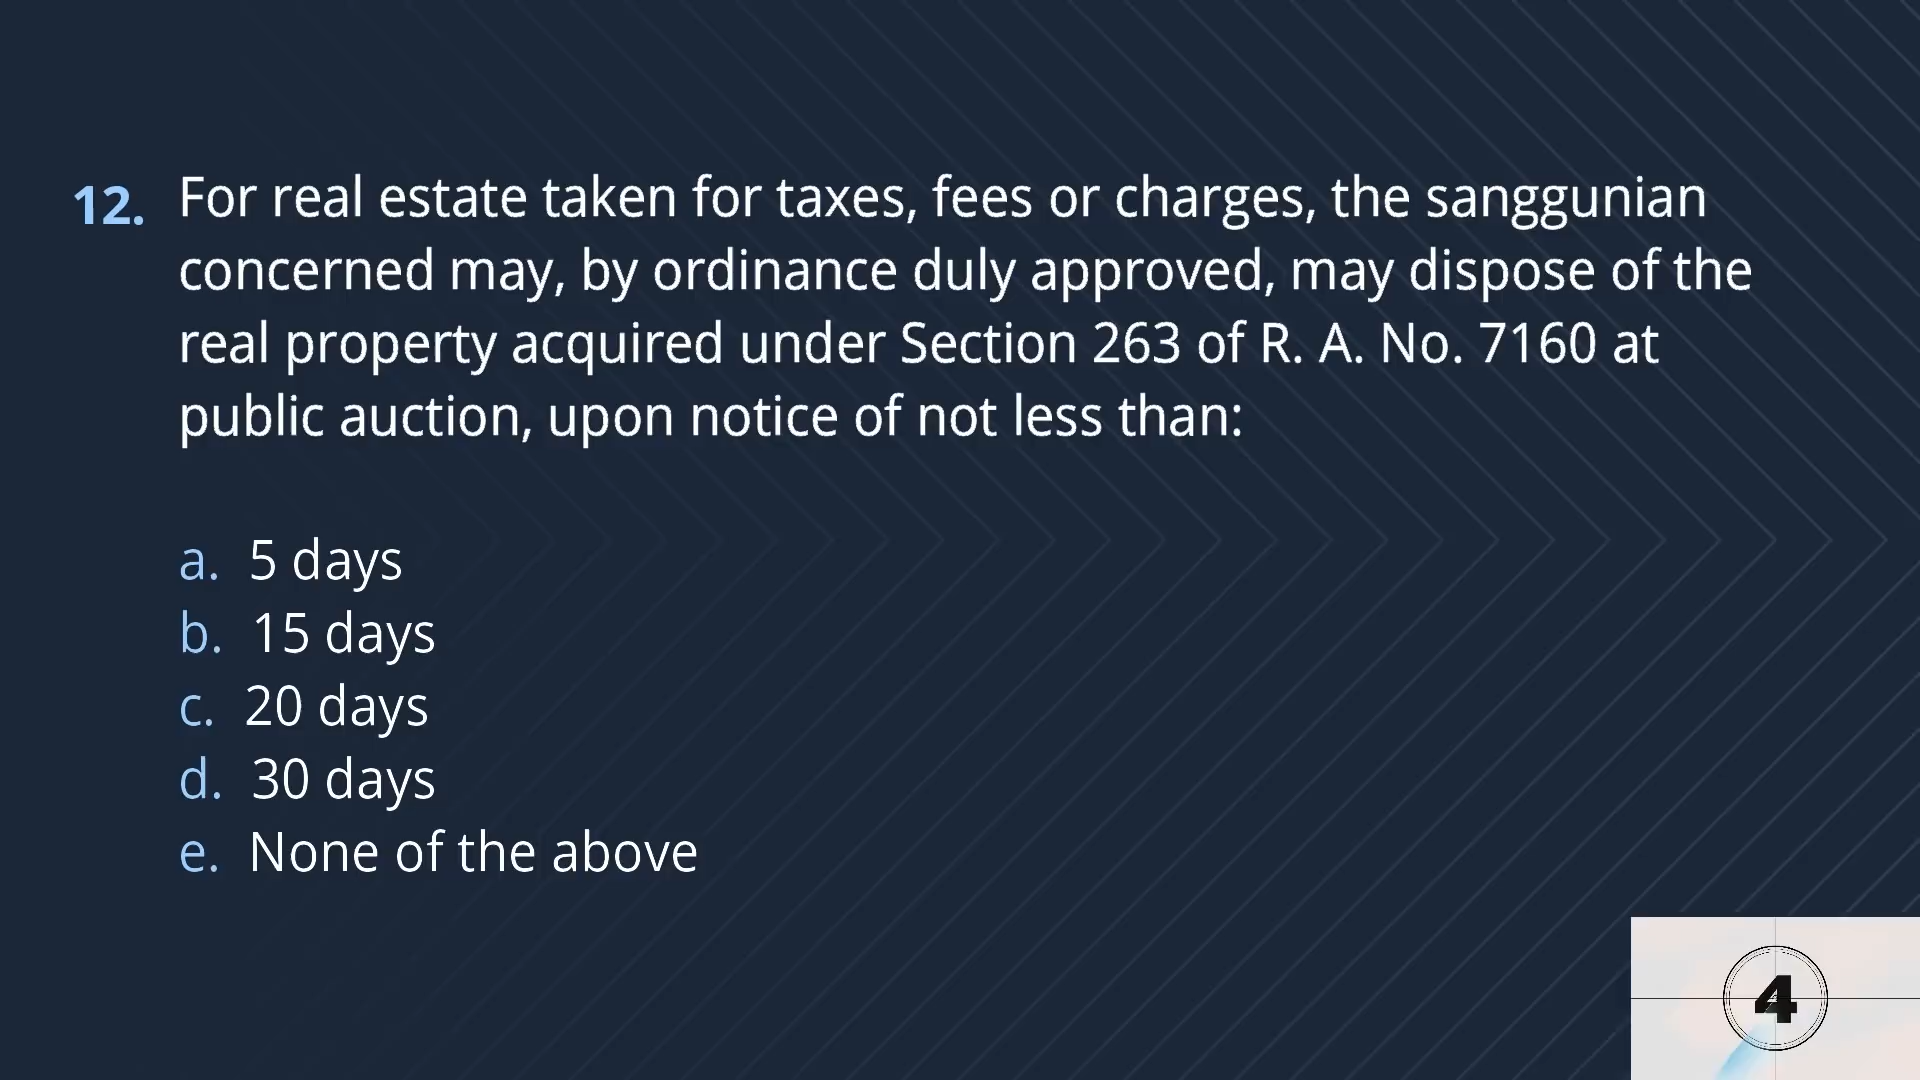 12. For real estate taken for taxes, fees or charges, the sanggunian
concerned may, by ordinance duly approved, may dispose of the
real property acquired under Section 263 of R. A. No. 7160 at
public auction, upon notice of not less than:
a. 5 days
b. 15 days
c. 20 days
d. 30 days
e. None of the above
4